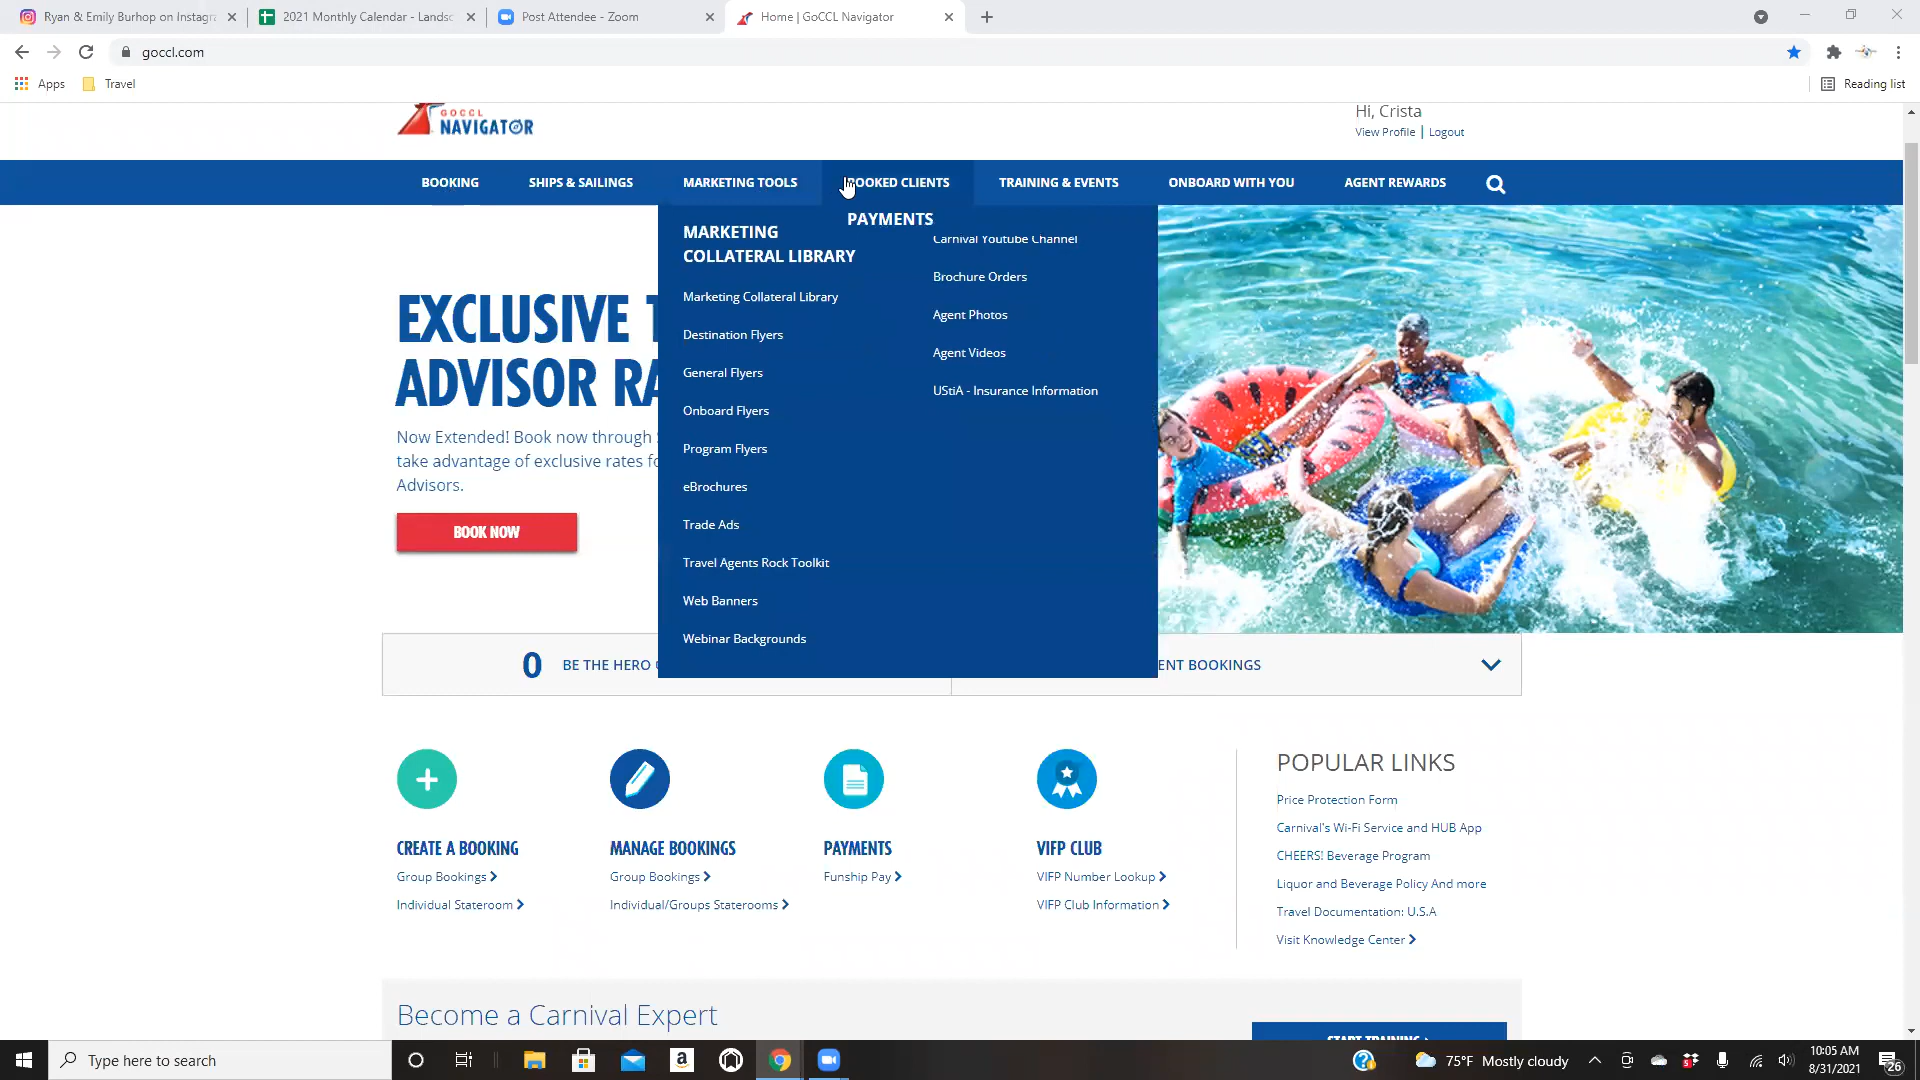 Ryan & Emily Burhop on Instagra
2021 Monthly Calendar - Landsc
Post Attendee - Zoom
Home | GoCCL Navigator
goccl.com
Apps
Travel
Reading list
GOCCL
NAVIGATOR
Hi, Crista
View Profile | Logout
BOOKING
SHIPS & SAILINGS
MARKETING TOOLS
BOOKED CLIENTS
TRAINING & EVENTS
ONBOARD WITH YOU
AGENT REWARDS
PAYMENTS
MARKETING
COLLATERAL LIBRARY
Marketing Collateral Library
Destination Flyers
General Flyers
Onboard Flyers
Program Flyers
eBrochures
Trade Ads
Travel Agents Rock Toolkit
Web Banners
Webinar Backgrounds
Carnival Youtube Channel
Brochure Orders
Agent Photos
Agent Videos
UStiA - Insurance Information
EXCLUSIVE
ADVISOR RA
Now Extended! Book now through
take advantage of exclusive rates fo
Advisors.
BOOK NOW
0 BE THE HERO
ENT BOOKINGS
CREATE A BOOKING
Group Bookings
Individual Stateroom
MANAGE BOOKINGS
Group Bookings
Individual/Groups Staterooms
PAYMENTS
Funship Pay
VIFP CLUB
VIFP Number Lookup
VIFP Club Information
POPULAR LINKS
Price Protection Form
Carnival's Wi-Fi Service and HUB App
CHEERS! Beverage Program
Liquor and Beverage Policy And more
Travel Documentation: U.S.A
Visit Knowledge Center
Become a Carnival Expert
START TRAINING
Type here to search
75°F Mostly cloudy
10:05 AM
8/31/2021
26